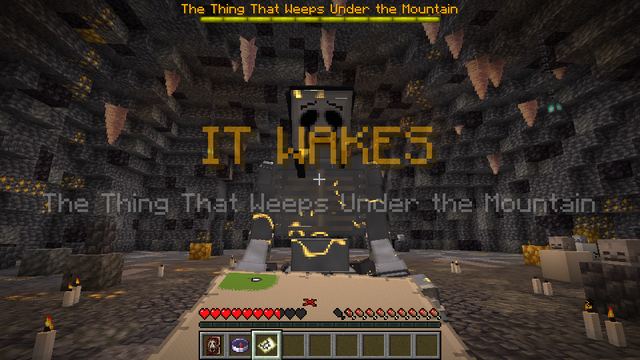 The Thing That Weeps Under the Mountain
IT WAKES
The Thing That Weeps Under the Mountain